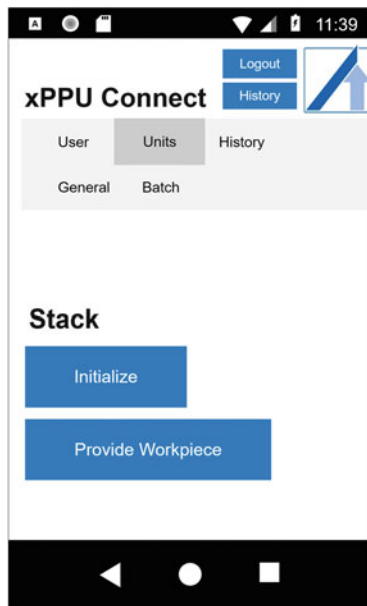 A 11:39
Logout
xPPU Connect History
User Units History
General Batch
Stack
Initialize
Provide Workpiece